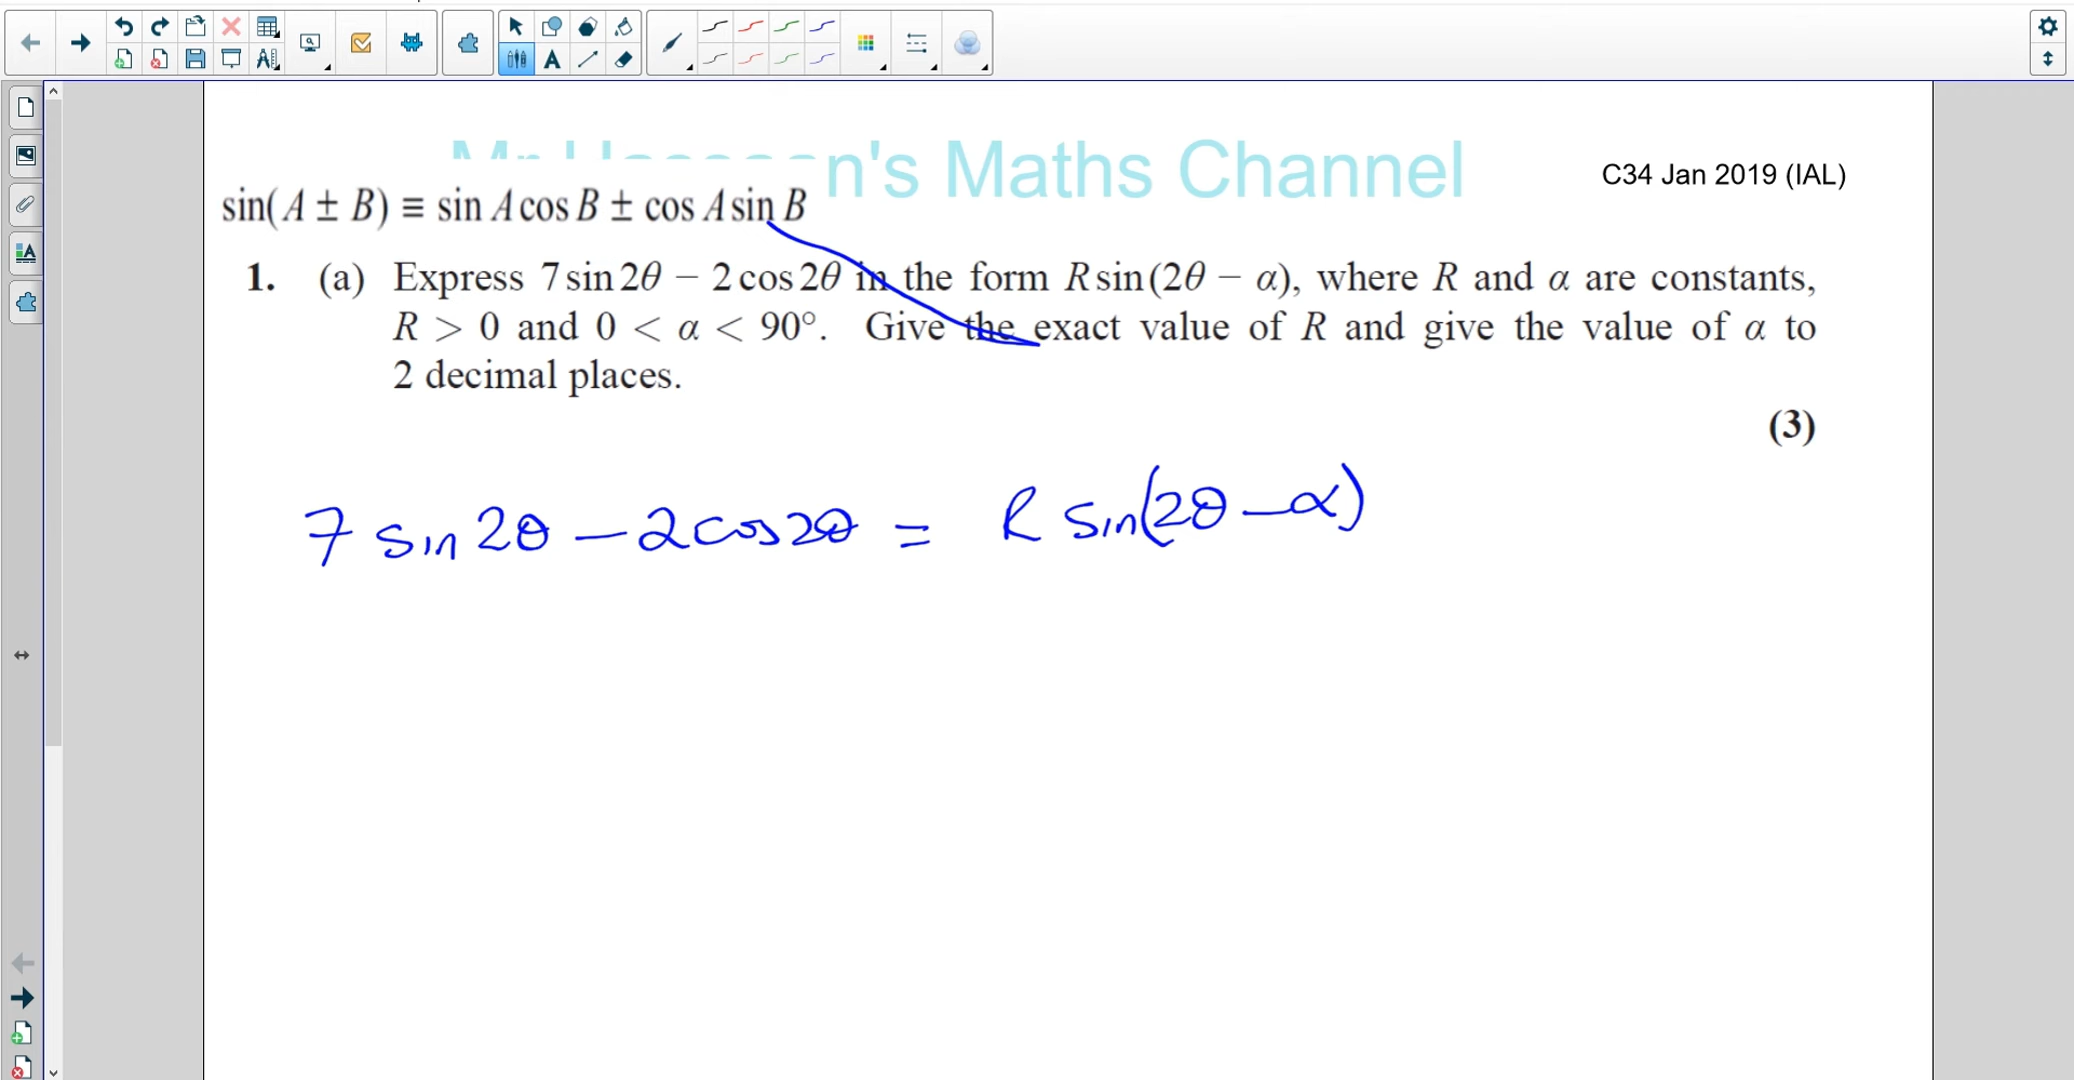 n's Maths Channel
C34 Jan 2019 (IAL)
sin(A ± B) ≡ sin A cos B ± cos A sin B
1. (a) Express 7 sin 2θ − 2 cos 2θ in the form R sin(2θ − α), where R and α are constants,
R > 0 and 0 < α < 90°. Give the exact value of R and give the value of α to
2 decimal places.
(3)
7 sin 2θ − 2 cos 2θ = R sin(2θ − α)